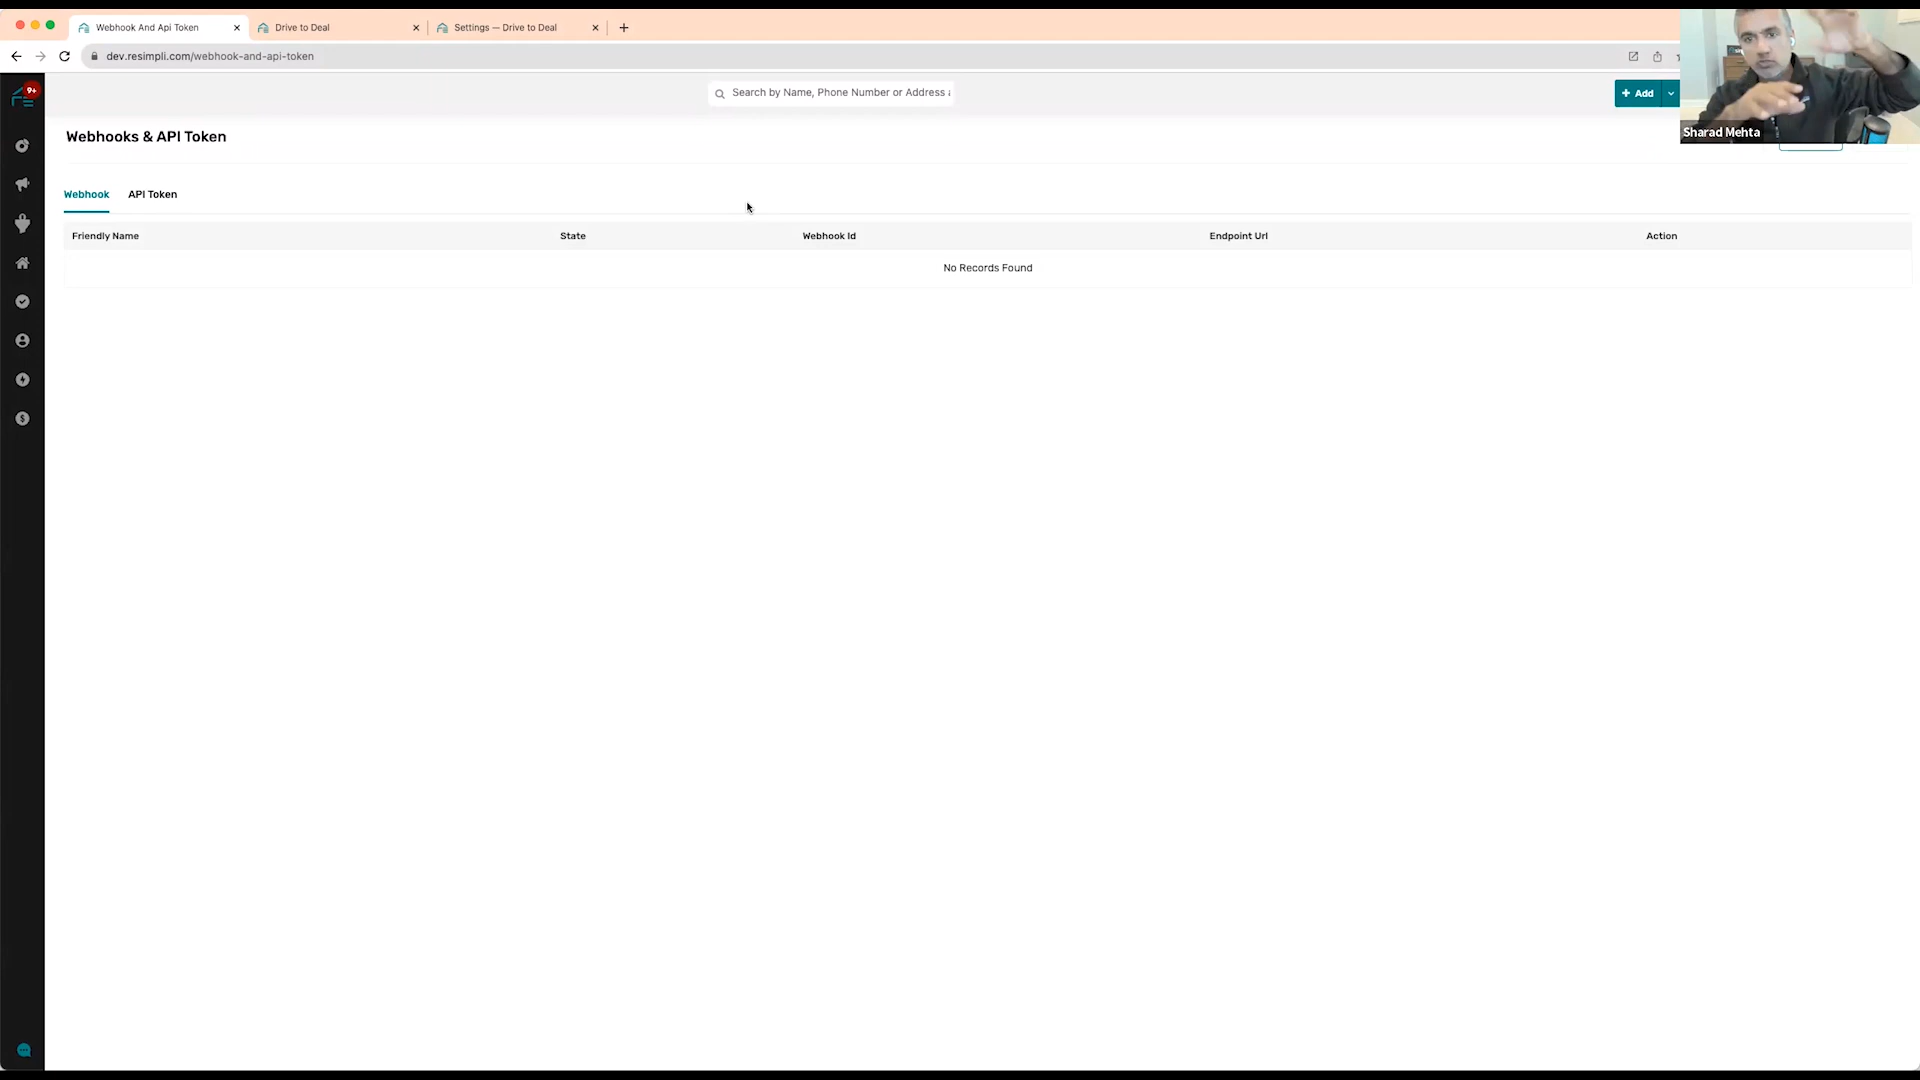 Webhook And Api Token
Drive to Deal
Settings — Drive to Deal
dev.resimpli.com/webhook-and-api-token
9+
Search by Name, Phone Number or Address
+ Add
Sharad Mehta
Webhooks & API Token
Webhook
API Token
Friendly Name
State
Webhook Id
Endpoint Url
Action
No Records Found